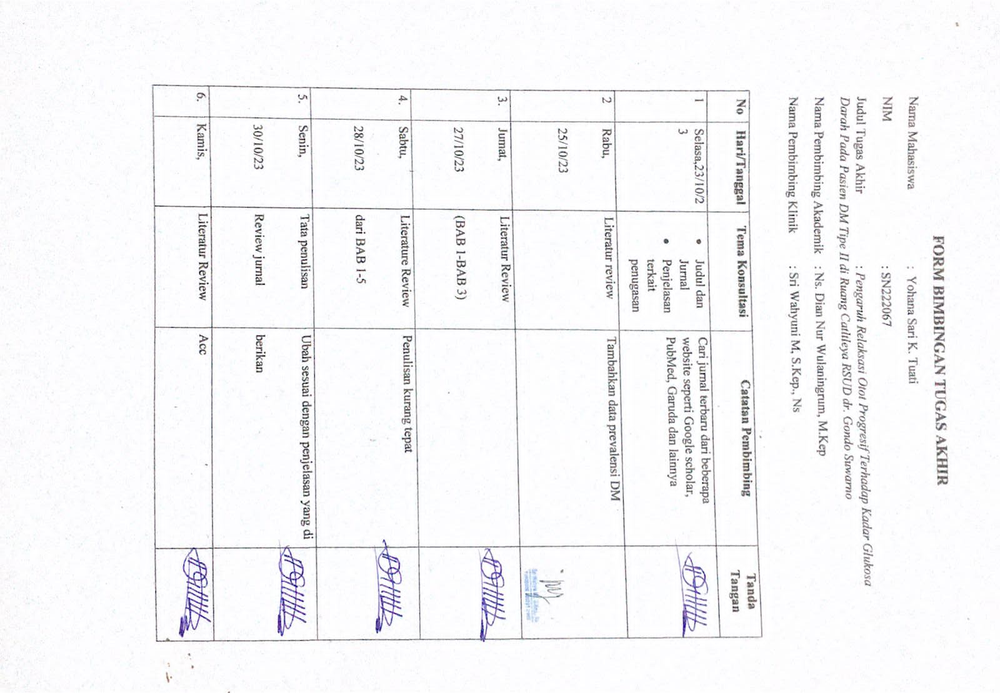 FORM BIMBINGAN TUGAS AKHIR
Nama Mahasiswa : Yohana Sari K. Tuati
NIM : SN222067
Judul Tugas Akhir : Pengaruh Relaksasi Otot Progresif Terhadap Kadar Glukosa
Darah Pada Pasien DM Tipe II di Ruang Catlleya RSUD dr. Gondo Suwarno
Nama Pembimbing Akademik : Ns. Dian Nur Wulaningrum, M.Kep
Nama Pembimbing Klinik : Sri Wahyuni M, S.Kep., Ns
No Hari/Tanggal Tema Konsultasi Catatan Pembimbing Tanda
Tangan
1 Selasa,23/10/2 • Judul dan Cari jurnal terbaru dari beberapa
3 Jurnal website seperti Google scholar,
• Penjelasan PubMed, Garuda dan lainnya
terkait
penugasan
2 Rabu, Literatur review Tambahkan data prevalensi DM
25/10/23
3. Jumat, Literatur Review
27/10/23 (BAB 1-BAB 3)
4. Sabtu, Literature Review Penulisan kurang tepat
28/10/23 dari BAB 1-5
5. Senin, Tata penulisan Ubah sesuai dengan penjelasan yang di
30/10/23 Review jurnal berikan
6. Kamis, Literatur Review Acc